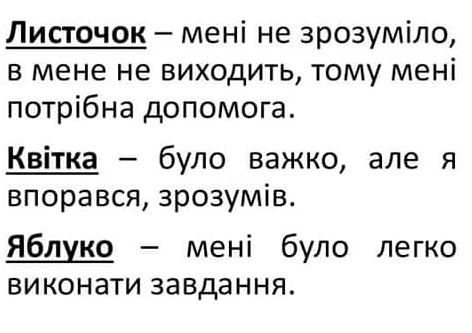 Листочок – мені не зрозуміло,
в мене не виходить, тому мені
потрібна допомога.
Квітка – було важко, але я
впорався, зрозумів.
Яблуко – мені було легко
виконати завдання.